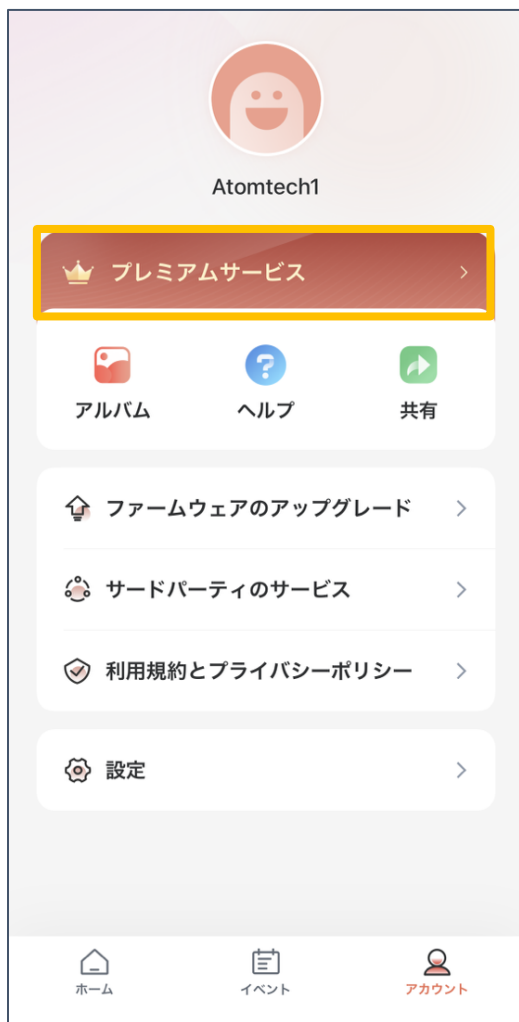 Atomtech1
プレミアムサービス
アルバム
ヘルプ
共有
ファームウェアのアップグレード
サードパーティのサービス
利用規約とプライバシーポリシー
設定
ホーム
イベント
アカウント